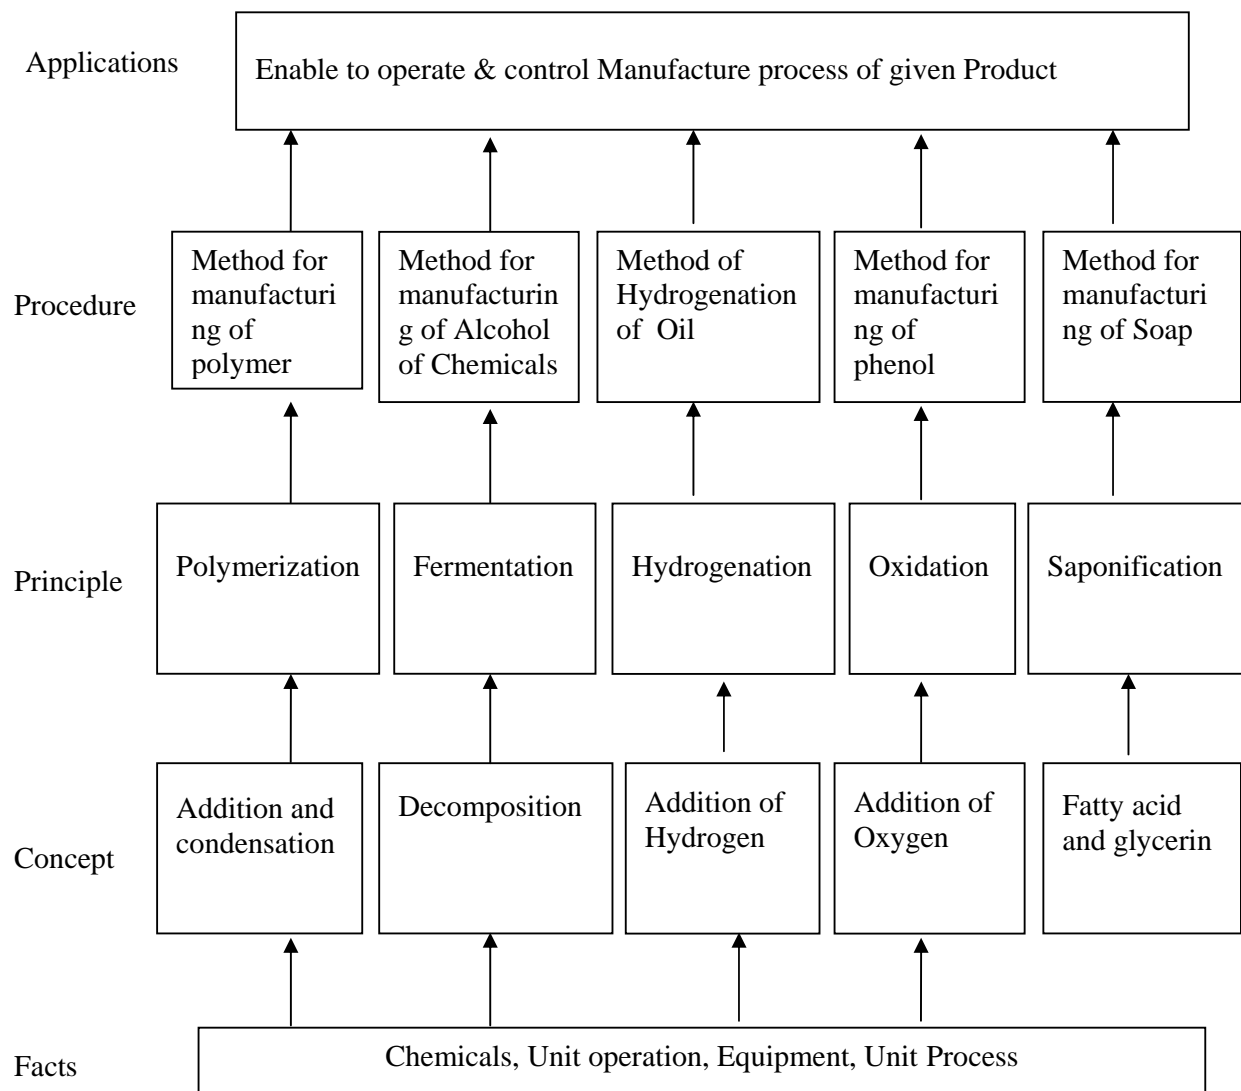 Applications
Enable to operate & control Manufacture process of given Product
Procedure
Method for
manufacturi
ng of
polymer
Method for
manufacturin
g of Alcohol
of Chemicals
Method of
Hydrogenation
of Oil
Method for
manufacturi
ng of
phenol
Method for
manufacturi
ng of Soap
Principle
Polymerization
Fermentation
Hydrogenation
Oxidation
Saponification
Concept
Addition and
condensation
Decomposition
Addition of
Hydrogen
Addition of
Oxygen
Fatty acid
and glycerin
Facts
Chemicals, Unit operation, Equipment, Unit Process